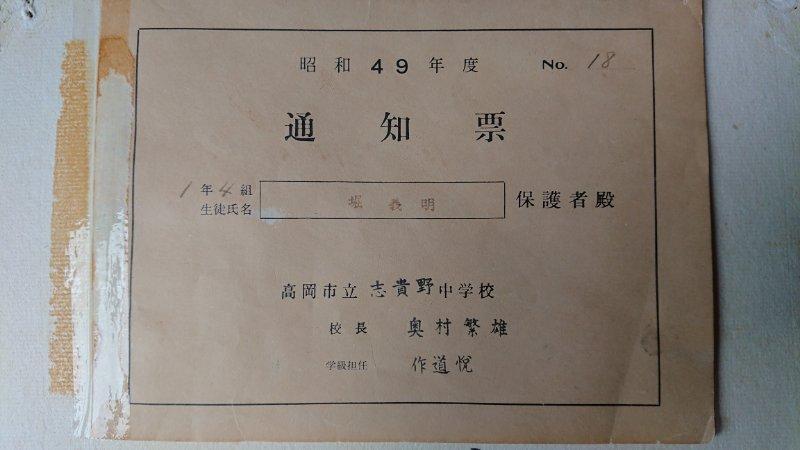 昭和49年度 No. 18
通知票
1年4組
生徒氏名 堀義明 保護者殿
高岡市立志貴野中学校
校長 奥村繁雄
学級担任 作道悦